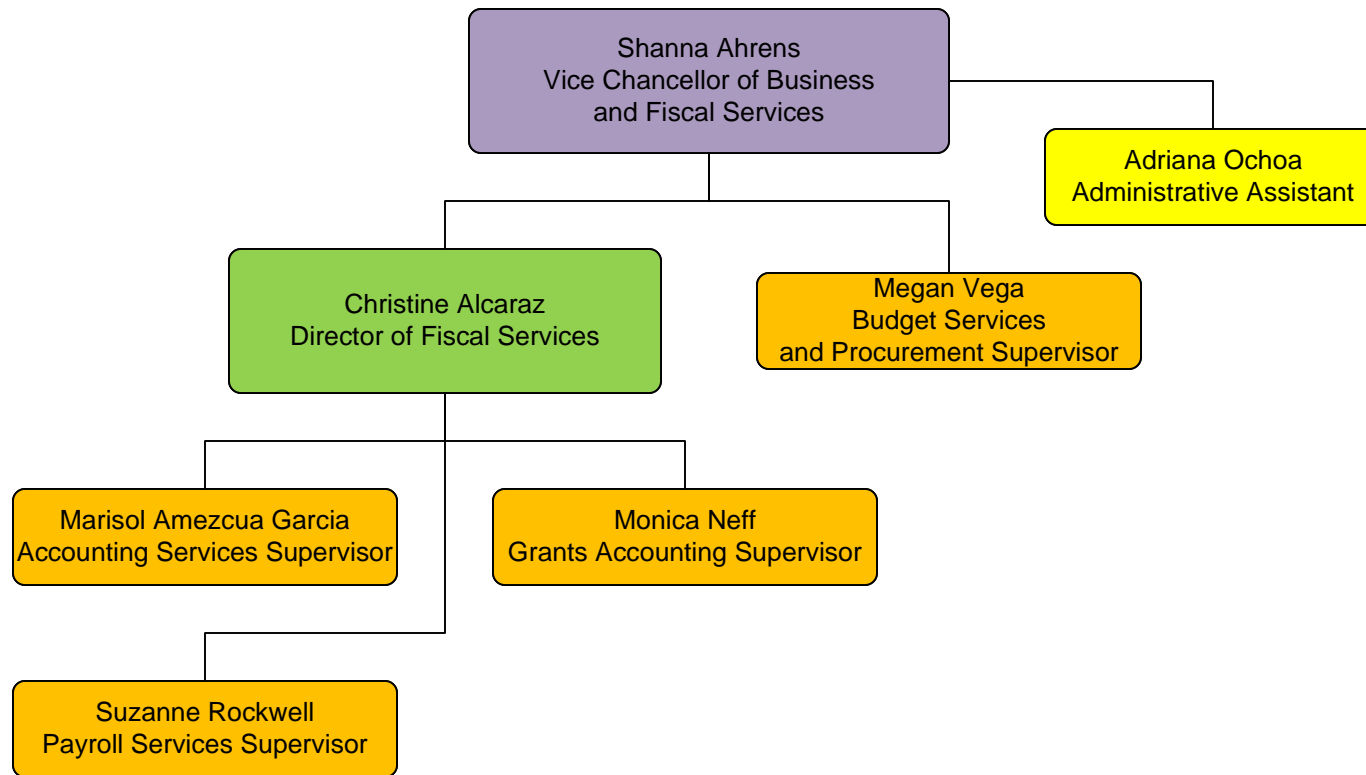 Shanna Ahrens
Vice Chancellor of Business
and Fiscal Services
Adriana Ochoa
Administrative Assistant
Christine Alcaraz
Director of Fiscal Services
Megan Vega
Budget Services
and Procurement Supervisor
Marisol Amezcua Garcia
Accounting Services Supervisor
Monica Neff
Grants Accounting Supervisor
Suzanne Rockwell
Payroll Services Supervisor